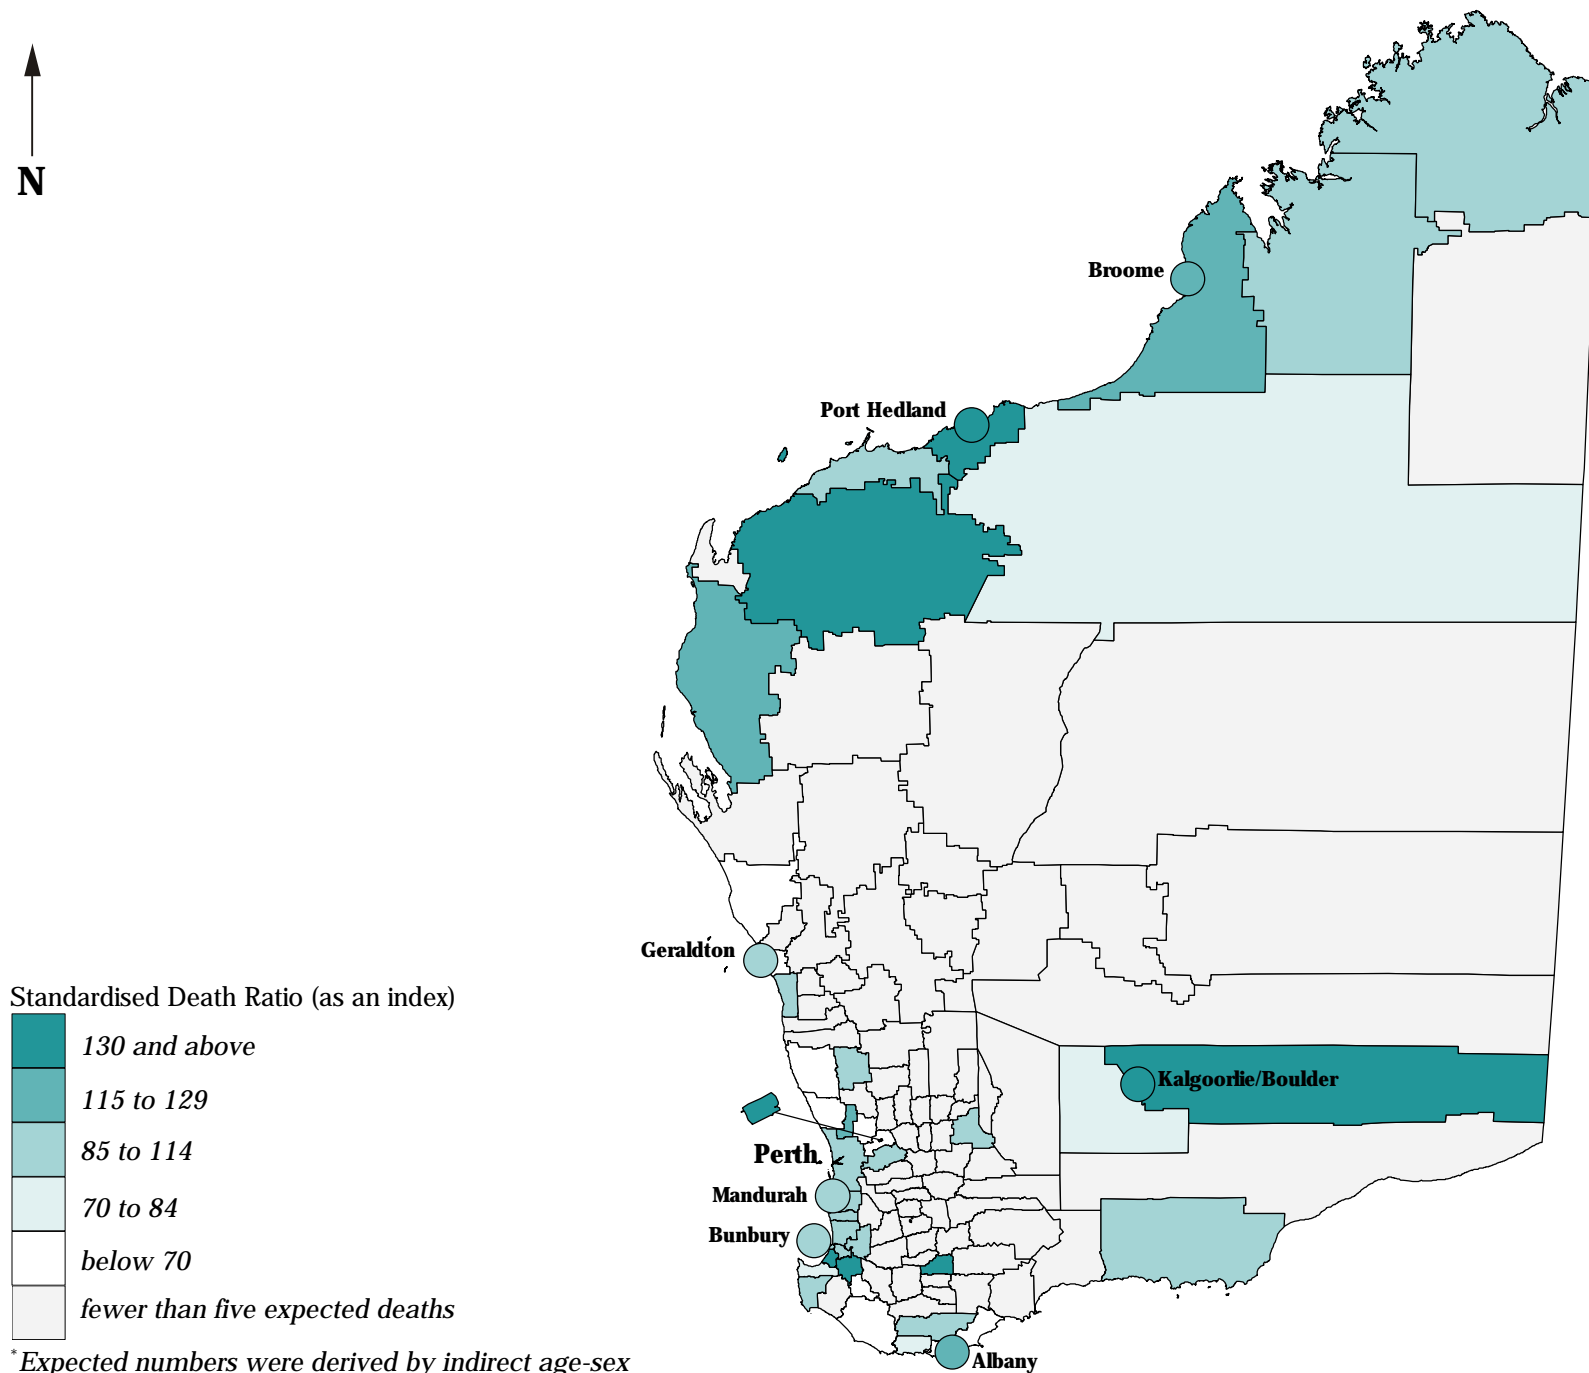 N
Broome
Port Hedland
Geraldton
Standardised Death Ratio (as an index)
130 and above
Kalgoorlie/Boulder
115 to 129
85 to 114
Perth
Mandurah
70 to 84
Bunbury
below 70
fewer than five expected deaths
Albany
*Expected numbers were derived by indirect age-sex